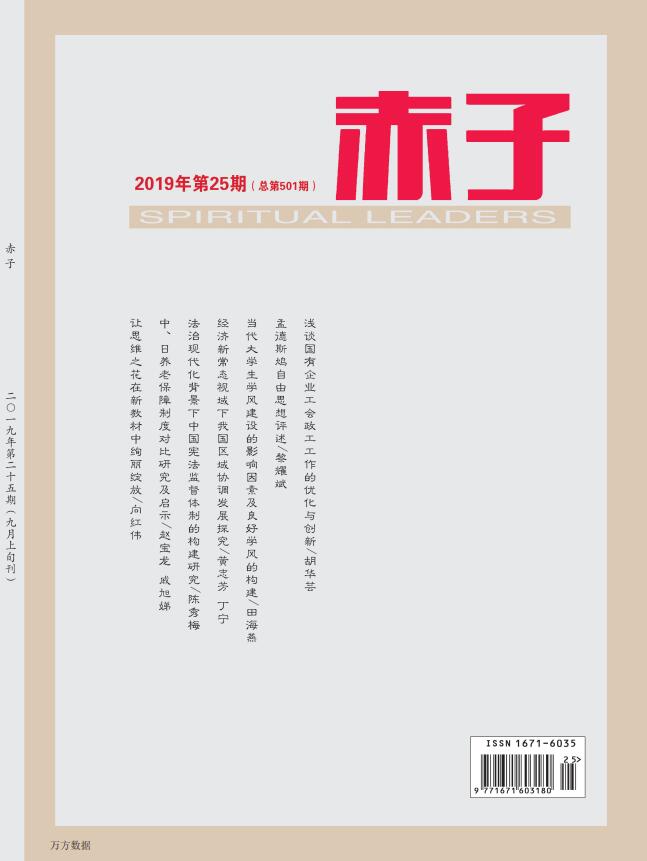 赤子
2019年第25期（总第501期）
SPIRITUAL LEADERS
浅谈国有企业工会政工工作的优化与创新/胡华芸
孟德斯鸠自由思想评述/黎耀斌
当代大学生学风建设的影响因素及良好学风的构建/田海燕
经济新常态视域下我国区域协调发展探究/黄志芳 丁宁
法治现代化背景下中国宪法监督体制的构建研究/陈秀梅
中、日养老保障制度对比研究及启示/赵宝龙 戚旭娣
让思维之花在新教材中绚丽绽放/向红伟
赤子
二〇一九年第二十五期（九月上旬刊）
ISSN 1671-6035
25>
9 771671 603180
万方数据